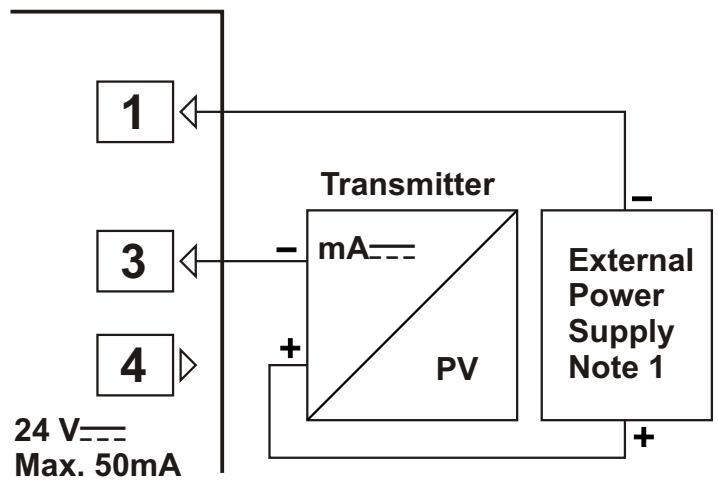 1
Transmitter
−
− mA
3
External
Power
Supply
Note 1
+
4
PV
24 V
Max. 50mA
+